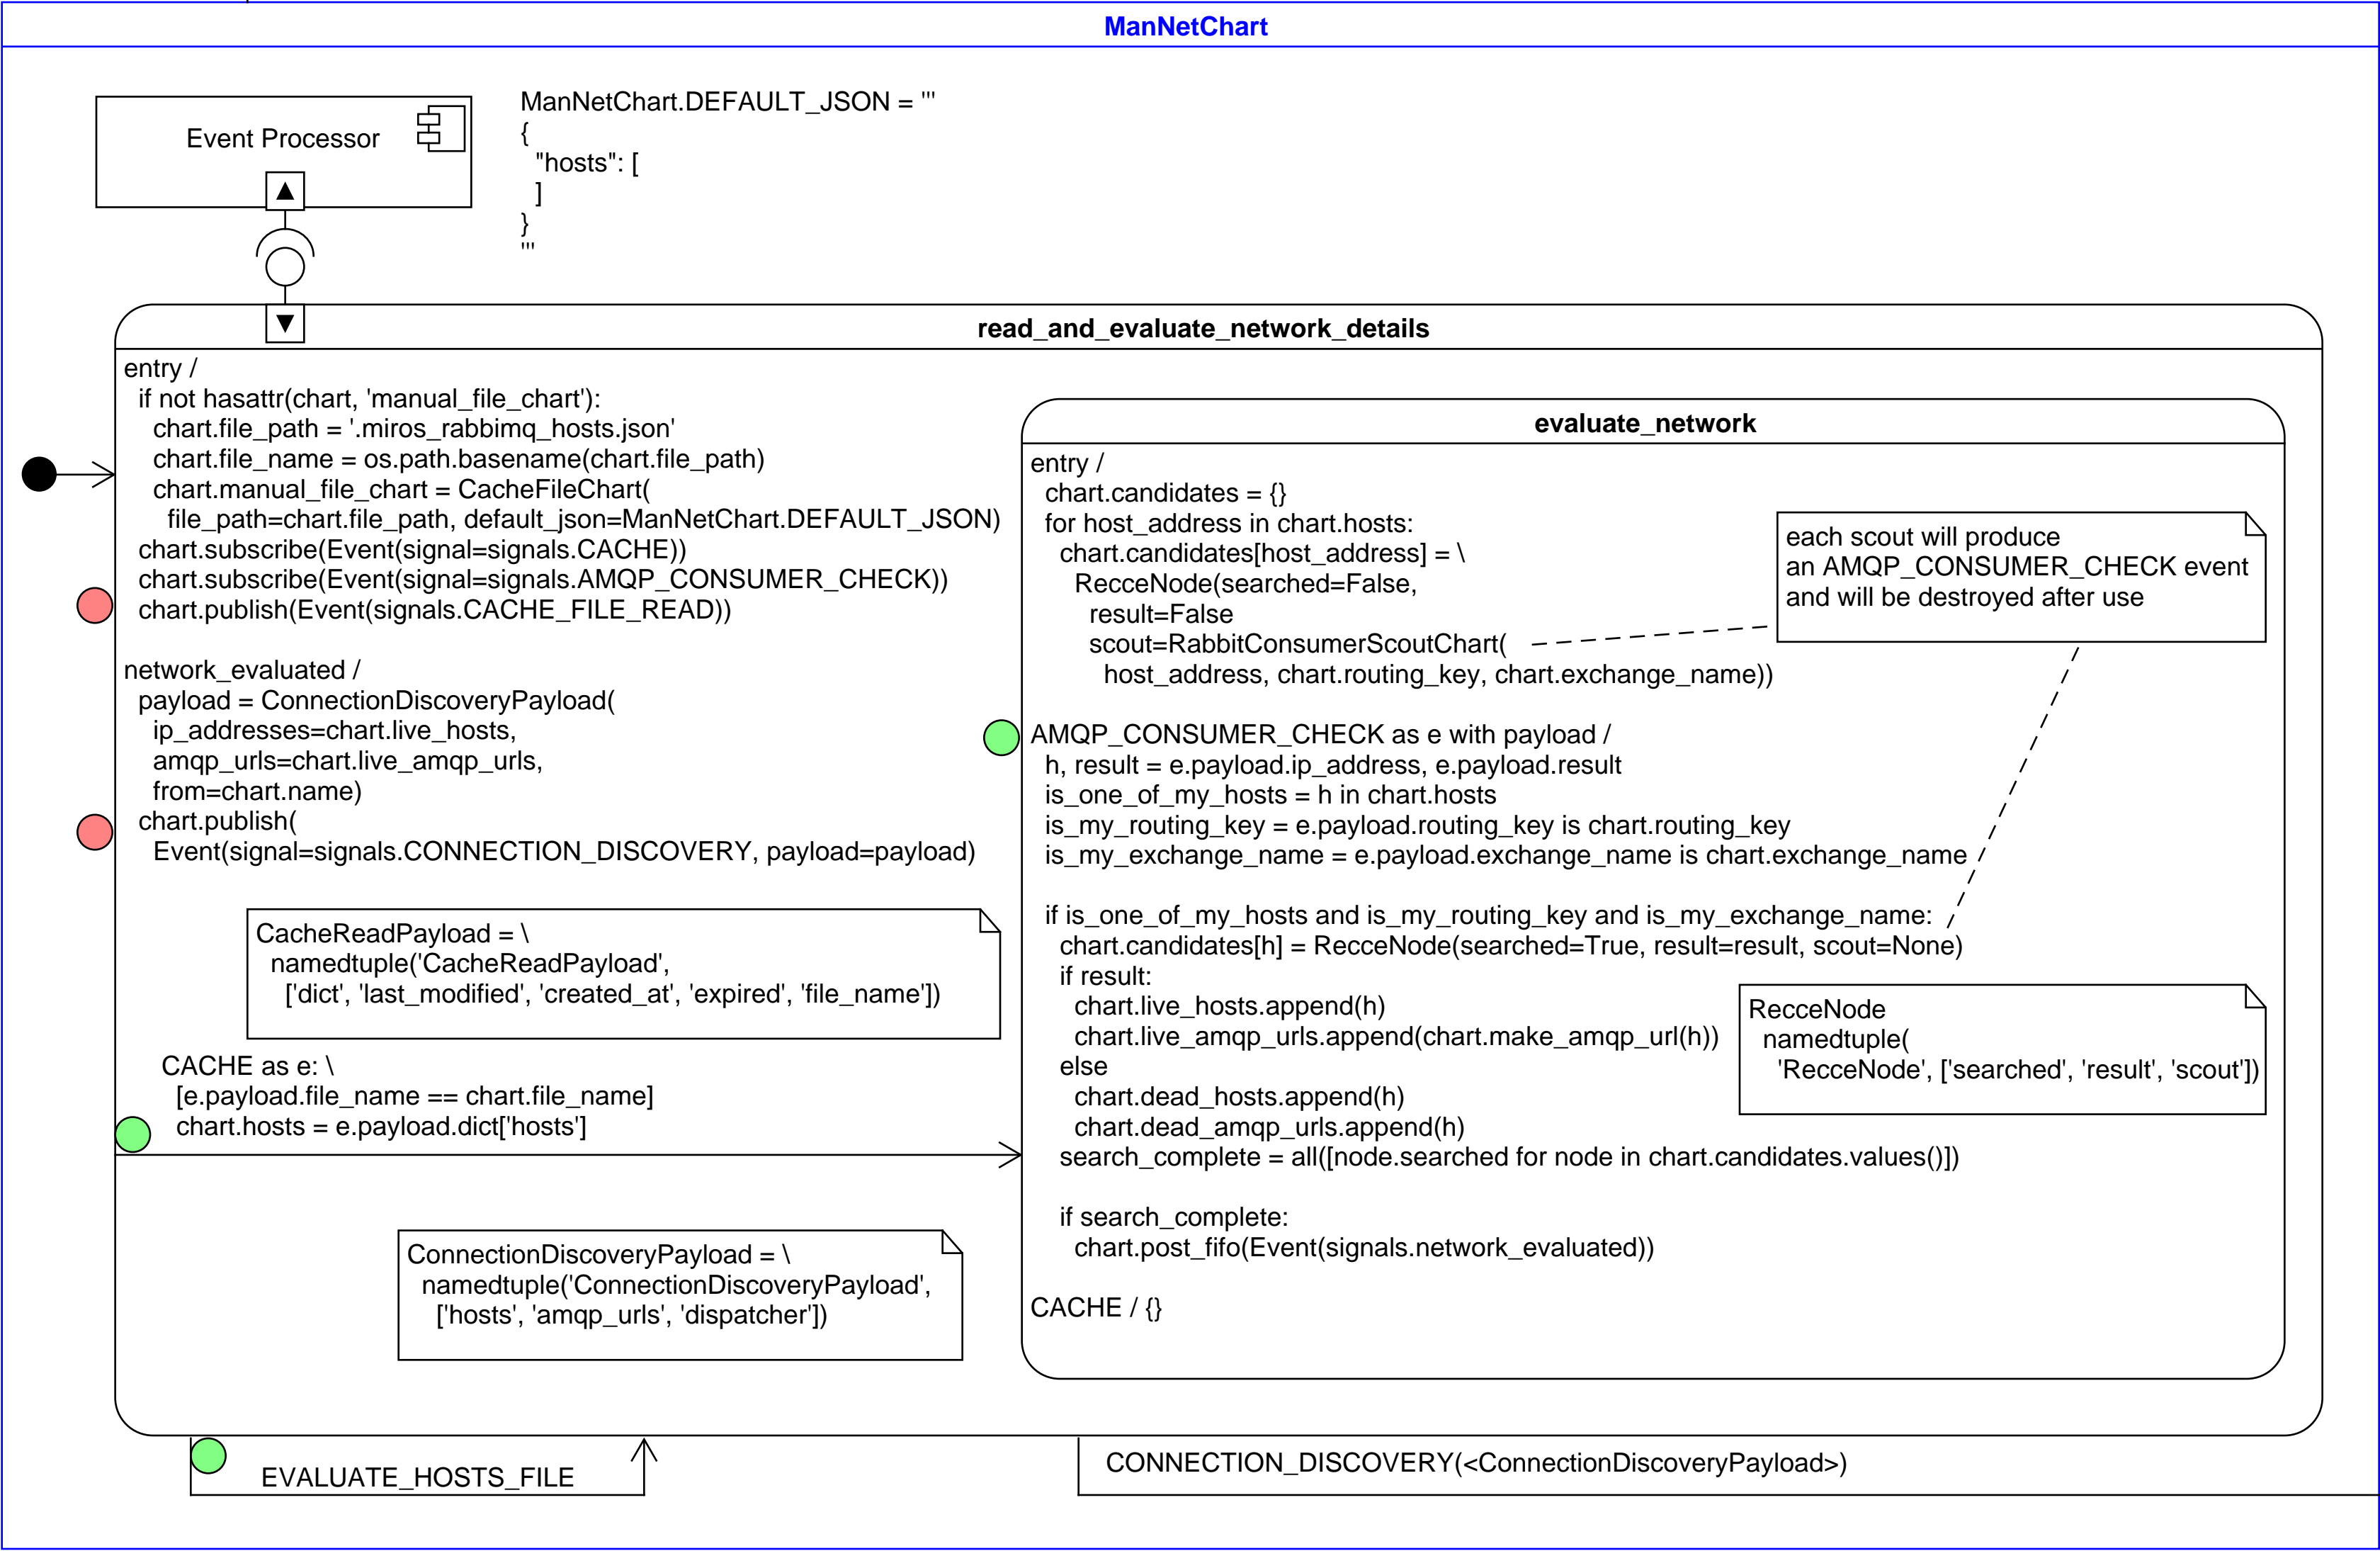 ManNetChart
Event Processor
ManNetChart.DEFAULT_JSON = '''
{
  "hosts": [
  ]
}
'''
read_and_evaluate_network_details
entry /
  if not hasattr(chart, 'manual_file_chart'):
    chart.file_path = '.miros_rabbimq_hosts.json'
    chart.file_name = os.path.basename(chart.file_path)
    chart.manual_file_chart = CacheFileChart(
      file_path=chart.file_path, default_json=ManNetChart.DEFAULT_JSON)
  chart.subscribe(Event(signal=signals.CACHE))
  chart.subscribe(Event(signal=signals.AMQP_CONSUMER_CHECK))
  chart.publish(Event(signals.CACHE_FILE_READ))
network_evaluated /
  payload = ConnectionDiscoveryPayload(
    ip_addresses=chart.live_hosts,
    amqp_urls=chart.live_amqp_urls,
    from=chart.name)
  chart.publish(
    Event(signal=signals.CONNECTION_DISCOVERY, payload=payload)
CacheReadPayload = \
  namedtuple('CacheReadPayload',
    ['dict', 'last_modified', 'created_at', 'expired', 'file_name'])
CACHE as e: \
  [e.payload.file_name == chart.file_name]
  chart.hosts = e.payload.dict['hosts']
ConnectionDiscoveryPayload = \
  namedtuple('ConnectionDiscoveryPayload',
    ['hosts', 'amqp_urls', 'dispatcher'])
evaluate_network
entry /
  chart.candidates = {}
  for host_address in chart.hosts:
    chart.candidates[host_address] = \
      RecceNode(searched=False,
        result=False
        scout=RabbitConsumerScoutChart(
          host_address, chart.routing_key, chart.exchange_name))
each scout will produce
an AMQP_CONSUMER_CHECK event
and will be destroyed after use
AMQP_CONSUMER_CHECK as e with payload /
  h, result = e.payload.ip_address, e.payload.result
  is_one_of_my_hosts = h in chart.hosts
  is_my_routing_key = e.payload.routing_key is chart.routing_key
  is_my_exchange_name = e.payload.exchange_name is chart.exchange_name
  if is_one_of_my_hosts and is_my_routing_key and is_my_exchange_name:
    chart.candidates[h] = RecceNode(searched=True, result=result, scout=None)
    if result:
      chart.live_hosts.append(h)
      chart.live_amqp_urls.append(chart.make_amqp_url(h))
    else
      chart.dead_hosts.append(h)
      chart.dead_amqp_urls.append(h)
    search_complete = all([node.searched for node in chart.candidates.values()])
    if search_complete:
      chart.post_fifo(Event(signals.network_evaluated))
CACHE / {}
RecceNode
  namedtuple(
    'RecceNode', ['searched', 'result', 'scout'])
EVALUATE_HOSTS_FILE
CONNECTION_DISCOVERY(<ConnectionDiscoveryPayload>)